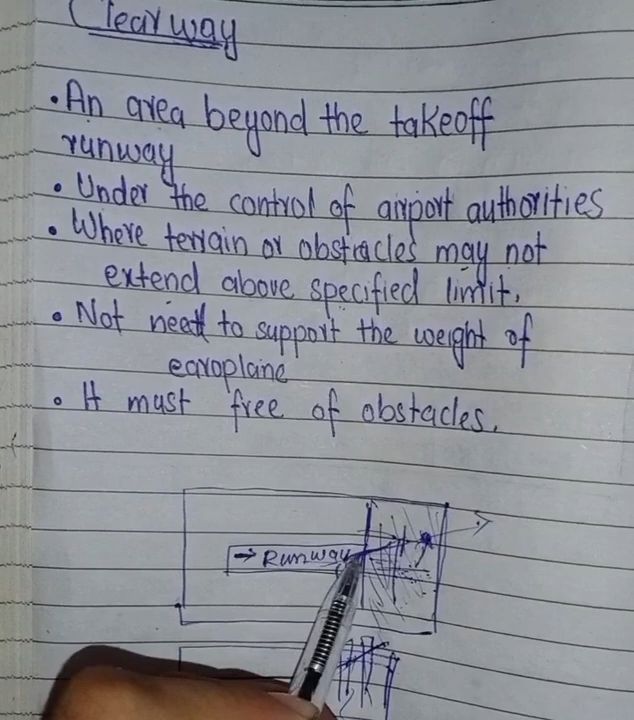 Clearway
• An area beyond the takeoff
runway
• Under the control of airport authorities
• Where terrain or obstacles may not
extend above specified limit.
• Not need to support the weight of
earoplane
• It must free of obstacles.
→ Runway